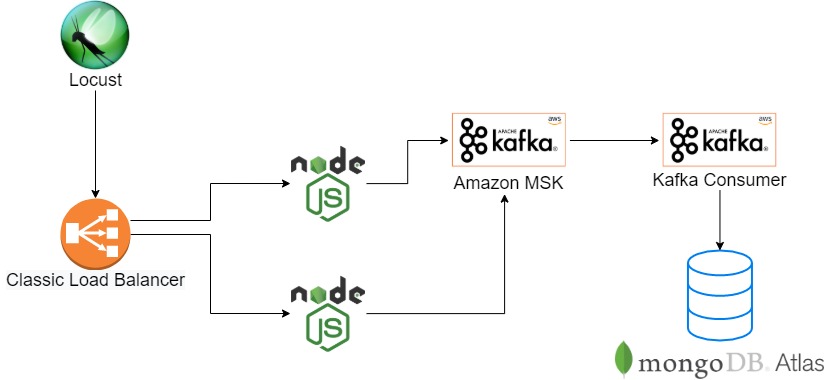 Locust
Classic Load Balancer
node
JS
node
JS
aws
APACHE
kafka®
Amazon MSK
aws
APACHE
kafka®
Kafka Consumer
mongoDB® Atlas